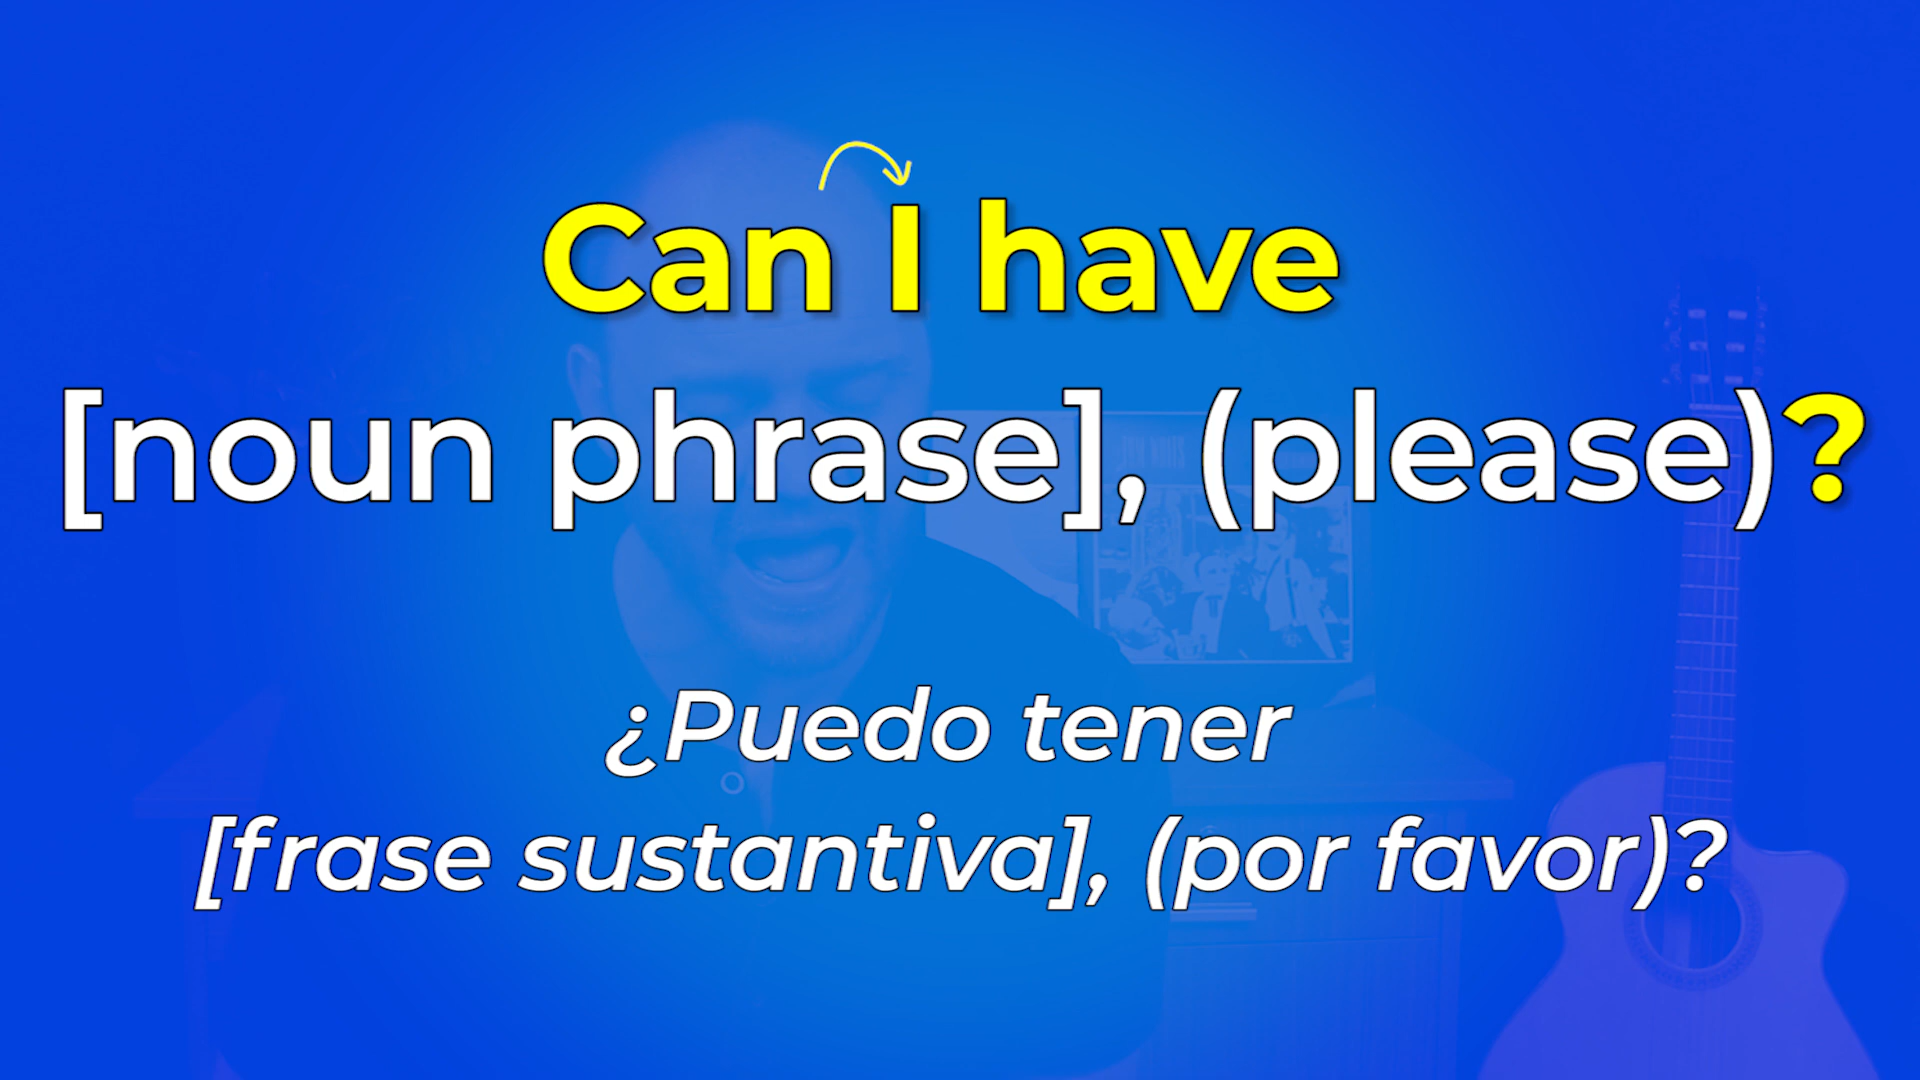 Can I have
[noun phrase], (please)?
¿Puedo tener
[frase sustantiva], (por favor)?